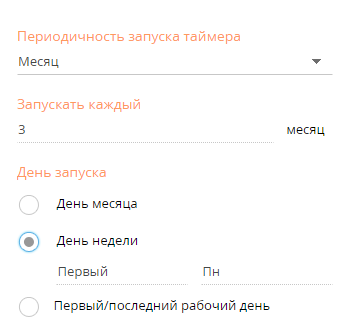 Периодичность запуска таймера
Месяц
Запускать каждый
3 месяц
День запуска
День месяца
День недели
Первый Пн
Первый/последний рабочий день